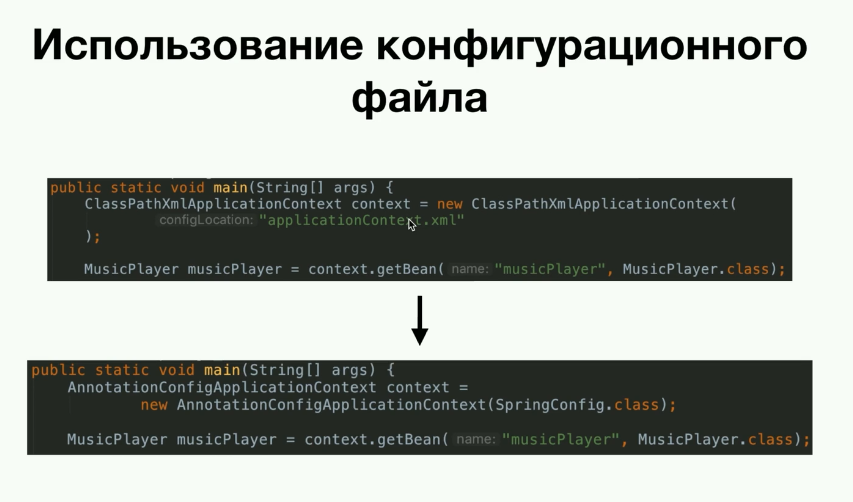 Использование конфигурационного
файла
public static void main(String[] args) {
ClassPathXmlApplicationContext context = new ClassPathXmlApplicationContext(
configLocation: "applicationContext.xml"
);
MusicPlayer musicPlayer = context.getBean( name: "musicPlayer", MusicPlayer.class);
public static void main(String[] args) {
AnnotationConfigApplicationContext context =
new AnnotationConfigApplicationContext(SpringConfig.class);
MusicPlayer musicPlayer = context.getBean( name: "musicPlayer", MusicPlayer.class);